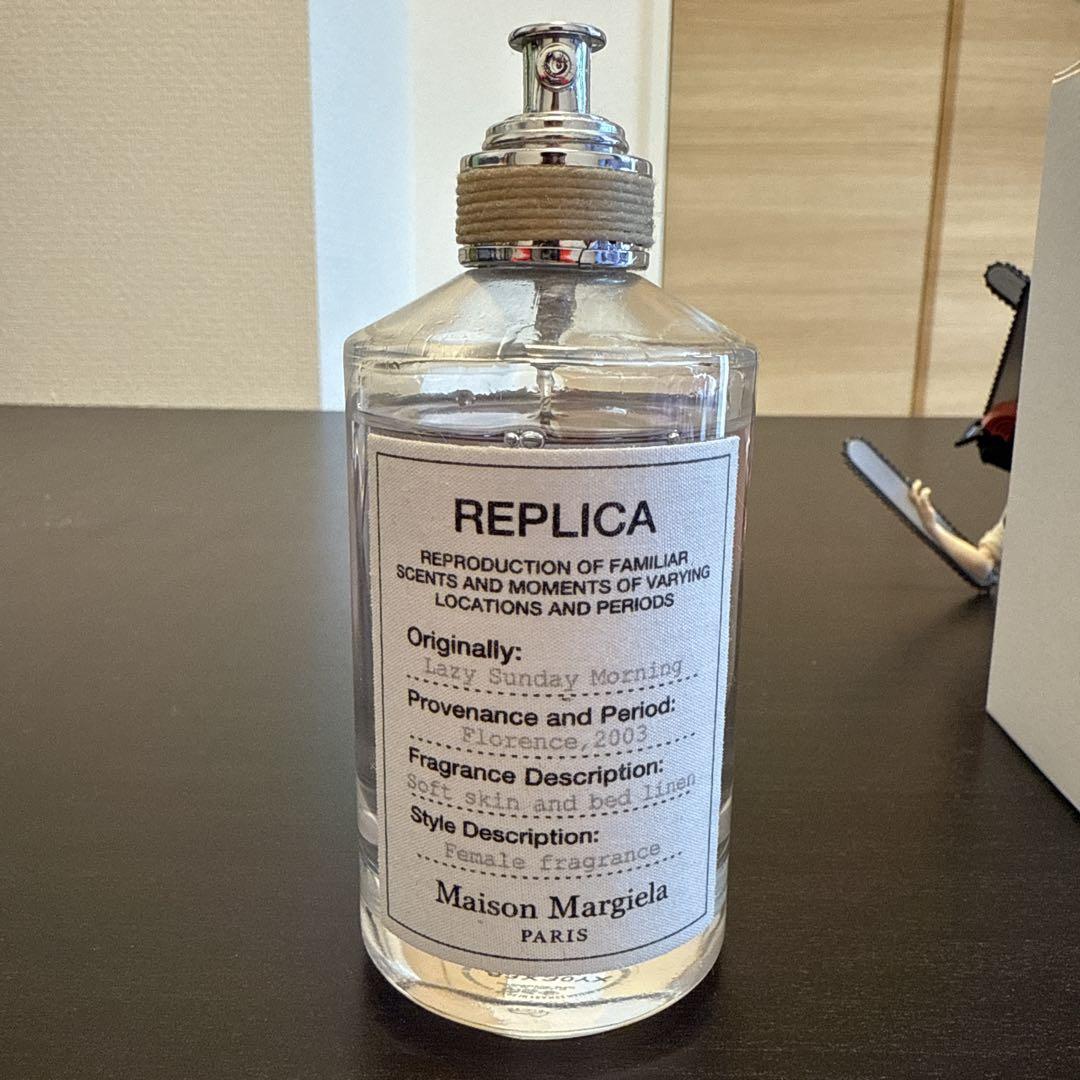 REPLICA
REPRODUCTION OF FAMILIAR
SCENTS AND MOMENTS OF VARYING
LOCATIONS AND PERIODS
Originally:
Lazy Sunday Morning
Provenance and Period:
Florence,2003
Fragrance Description:
Soft skin and bed linen
Style Description:
Female fragrance
Maison Margiela
PARIS